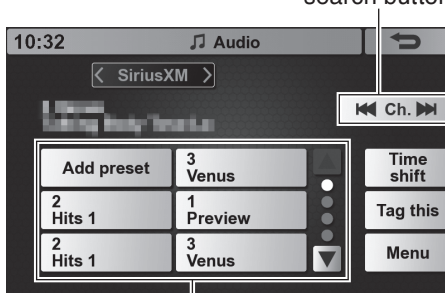 search button
10:32 Audio
SiriusXM
Ch.
Add preset
3
Venus
Time
shift
2
Hits 1
1
Preview
Tag this
2
Hits 1
3
Venus
Menu